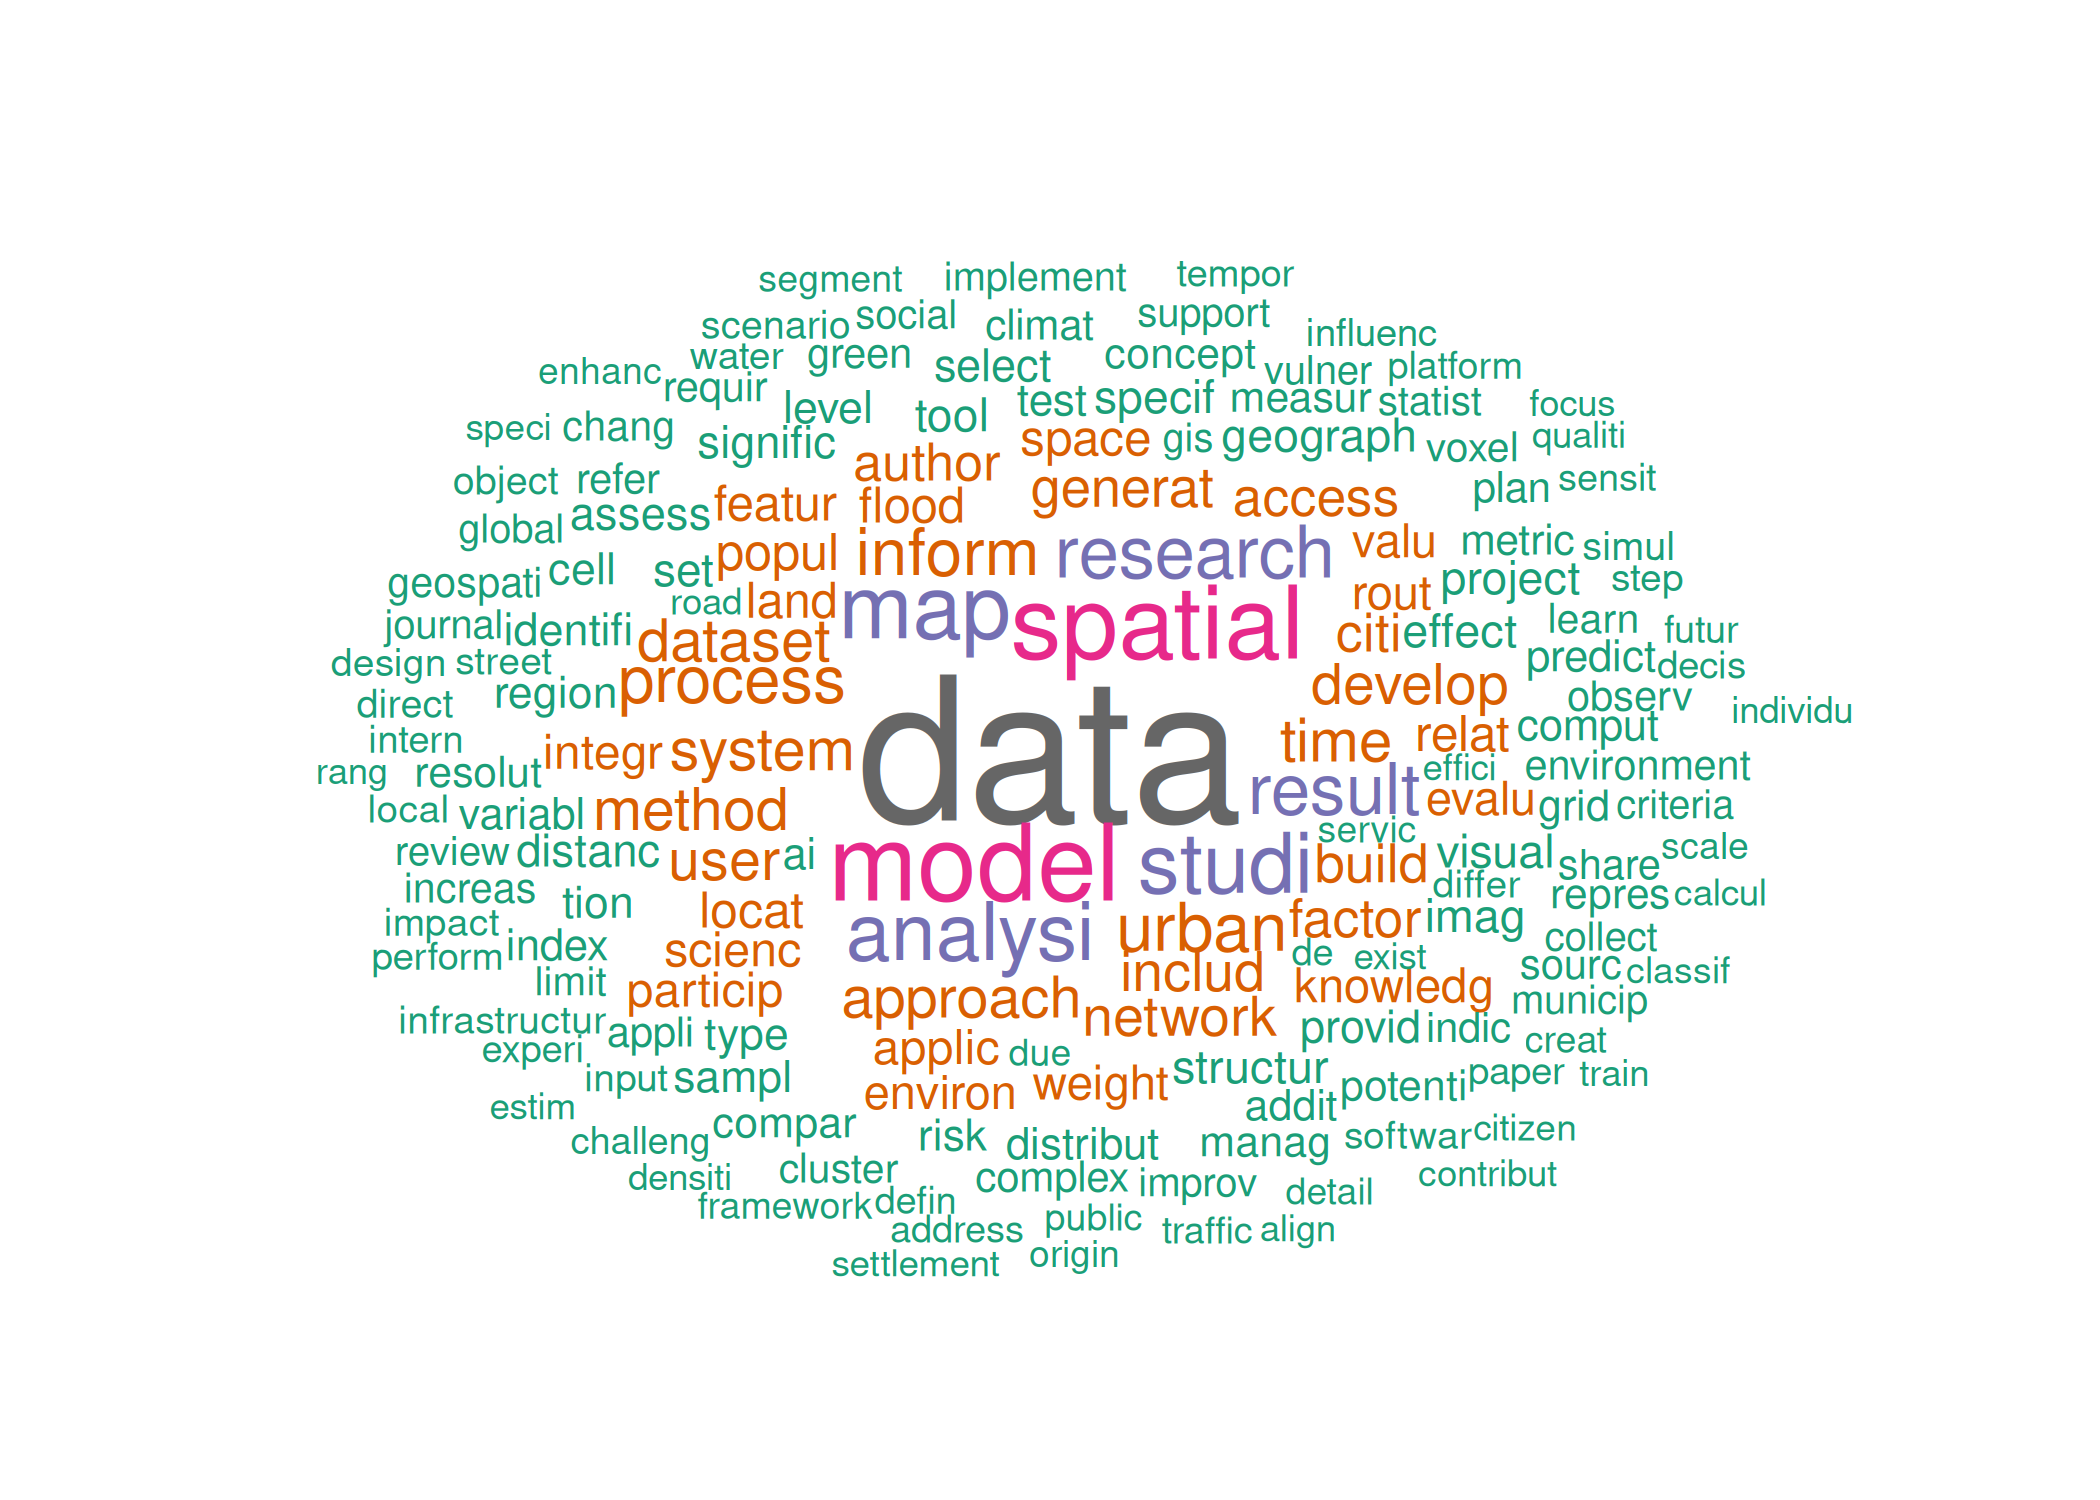 segment implement tempor
scenario social climat support influenc
enhanc water green select concept vulner platform
requir level tool test specif measur statist focus
speci chang signific author space gis geograph voxel qualiti
object refer featur flood generat access plan sensit
global assess popul inform research valu metric simul
geospati cell set road land map spatial rout project step
journal identifi dataset citi effect learn futur
design street region process develop predict decis
direct data observ individu
intern integr system time relat comput
rang resolut result effici environment
local variabl method evalu grid criteria
review distanc user ai model studi servic build visual share scale
increas tion locat differ repres calcul
impact index scienc analysi urban factor imag collect
perform limit particip includ de exist knowledg sourc classif
infrastructur appli type approach network provid indic municip
experi applic due structur creat
input sampl environ weight potenti paper train
estim compar addit
challeng risk distribut manag softwar citizen
densiti cluster complex improv detail contribut
framework defin
address public traffic align
settlement origin